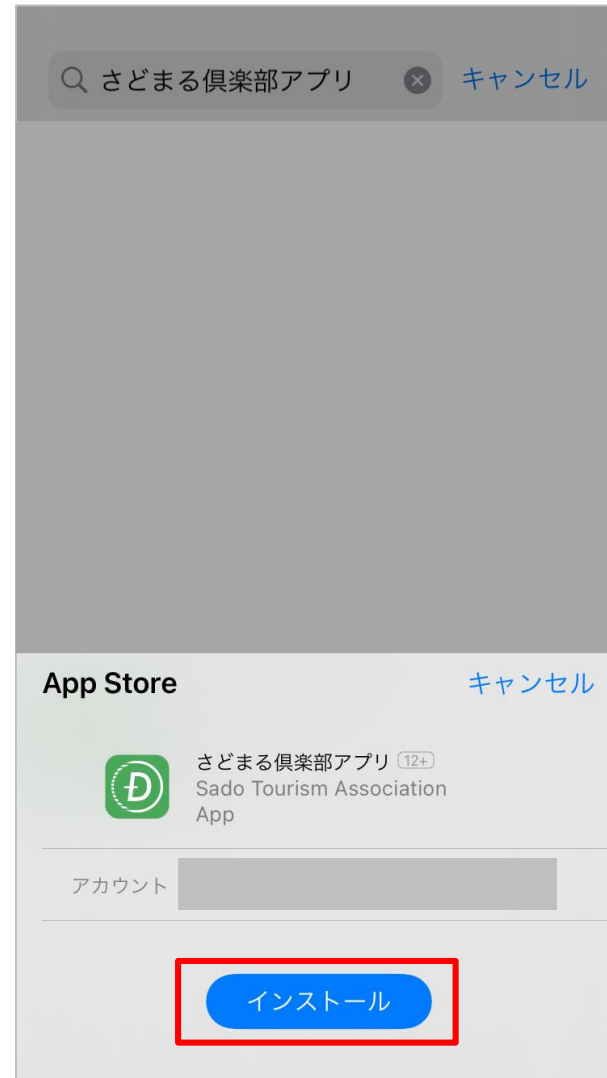 さどまる倶楽部アプリ キャンセル
App Store キャンセル
さどまる倶楽部アプリ 12+
Sado Tourism Association
App
アカウント
インストール